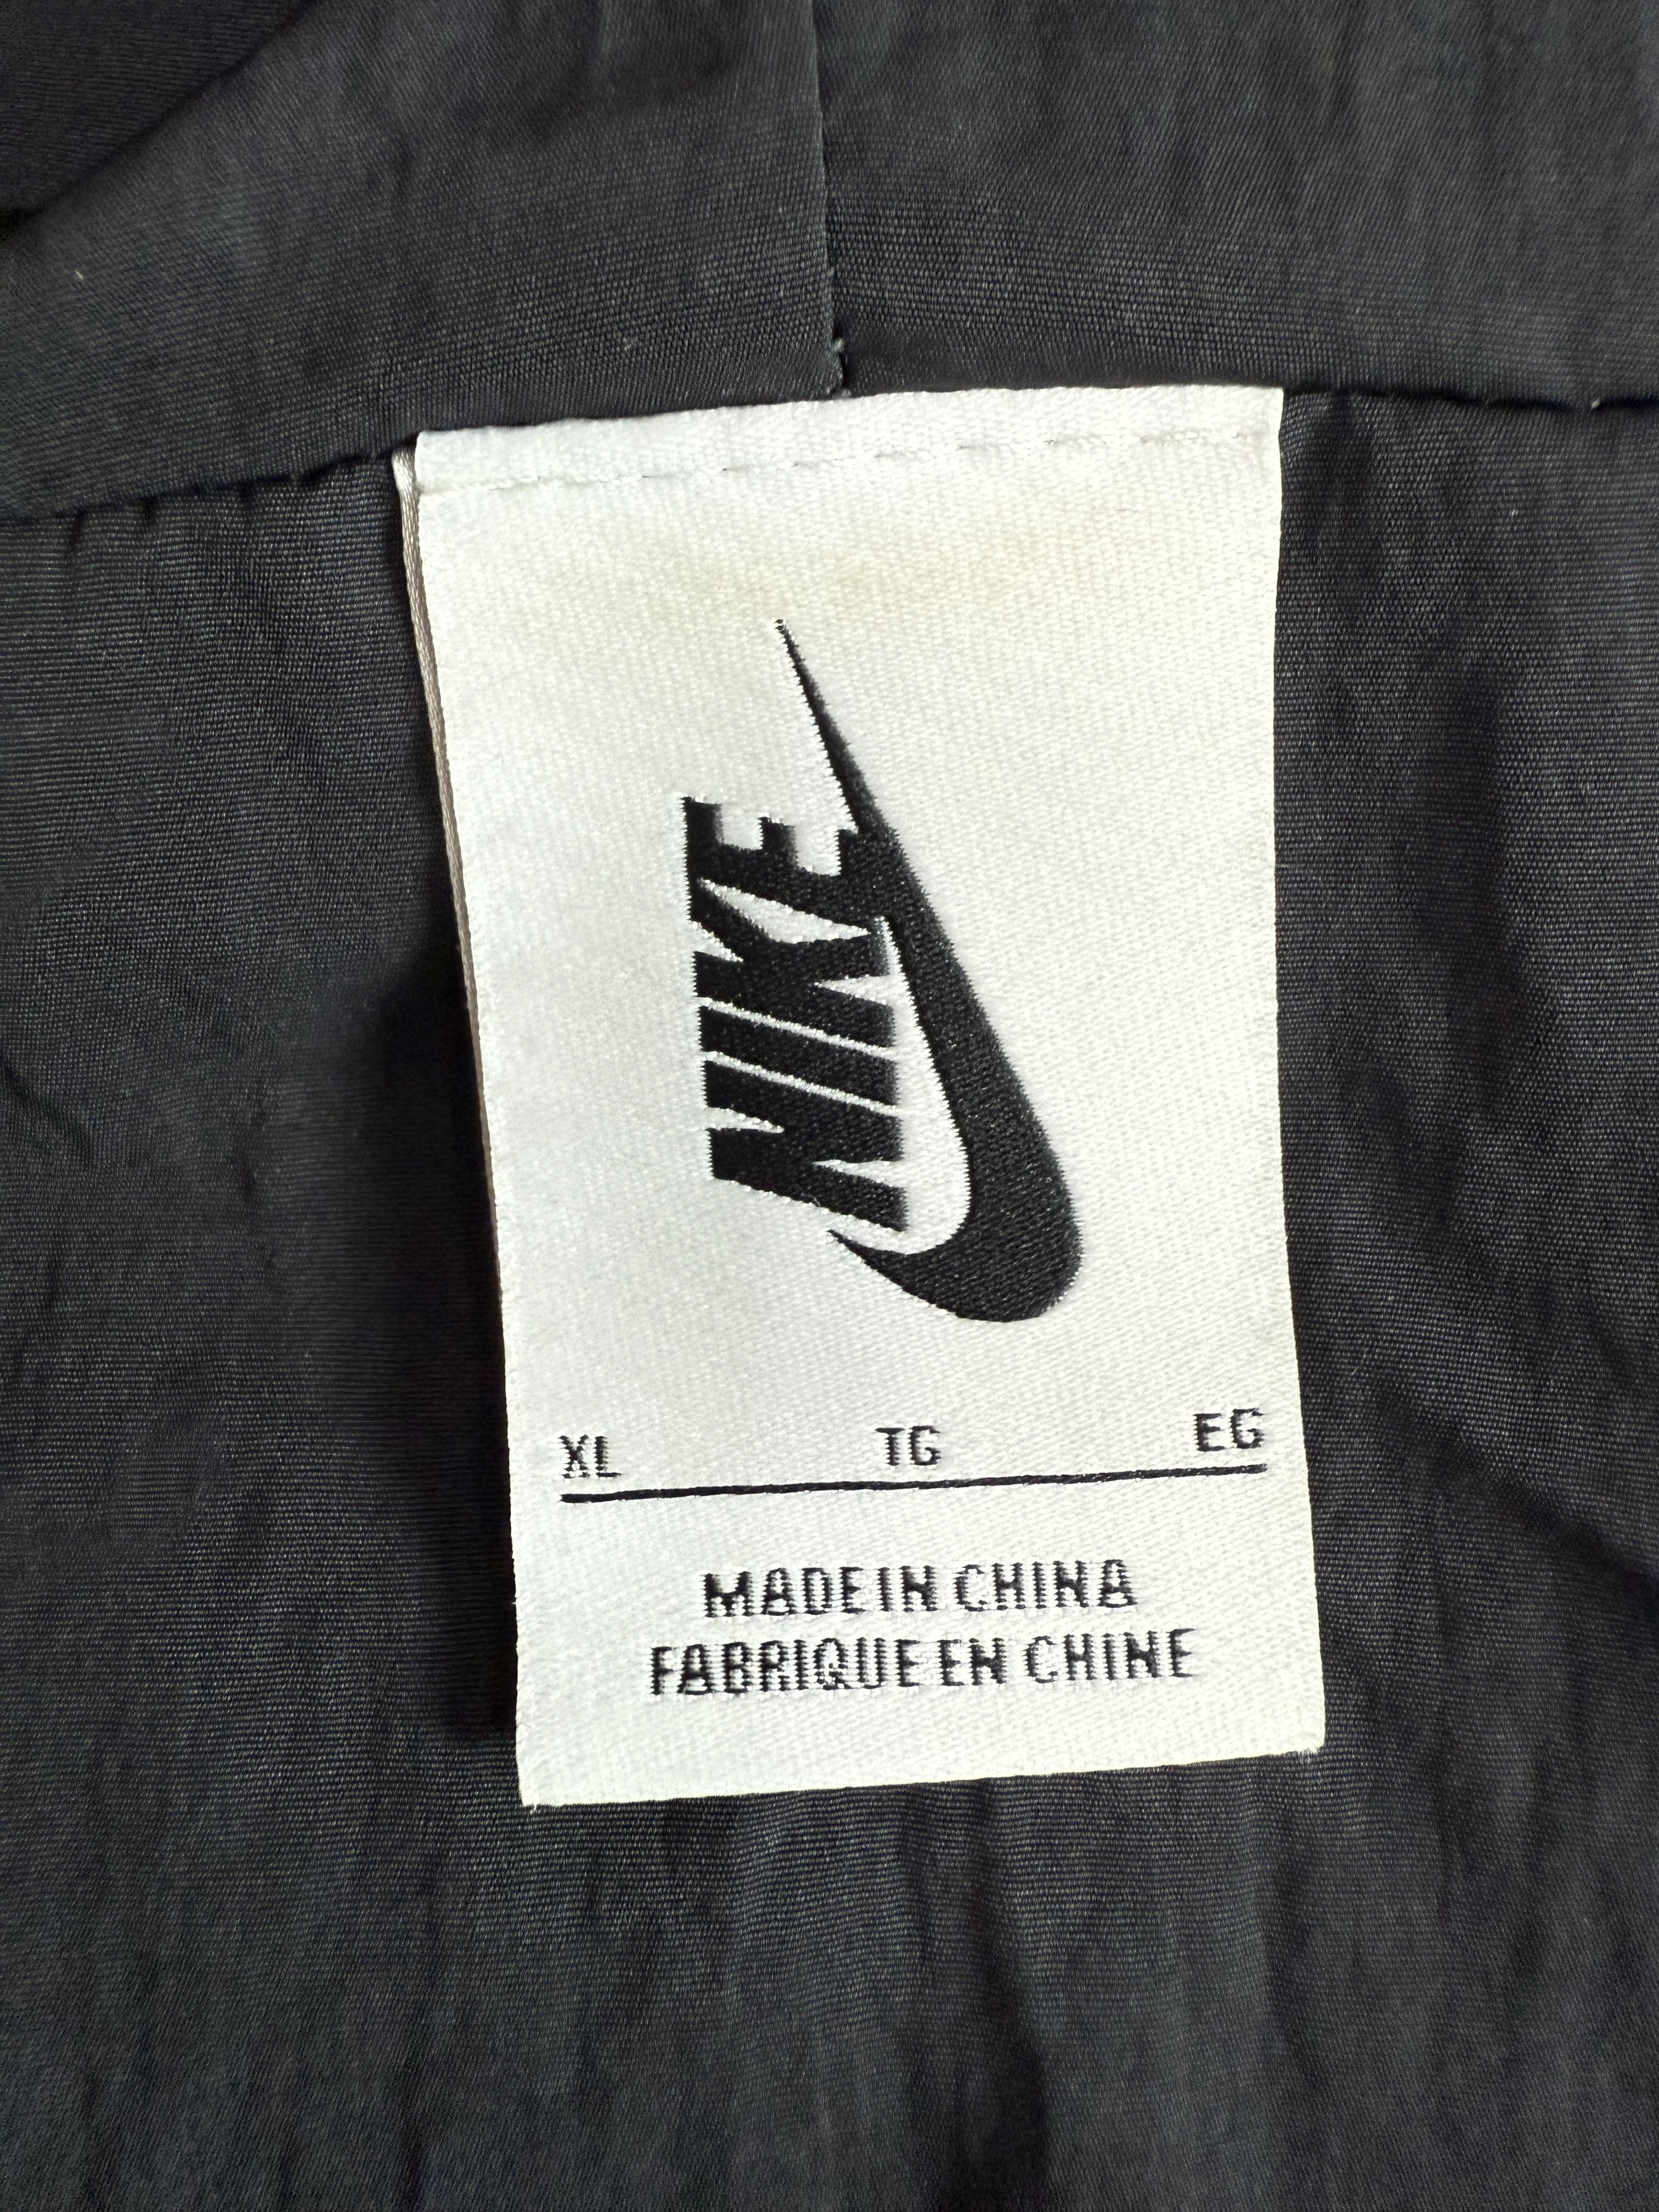 NIKE
XL TG EG
MADE IN CHINA
FABRIQUE EN CHINE